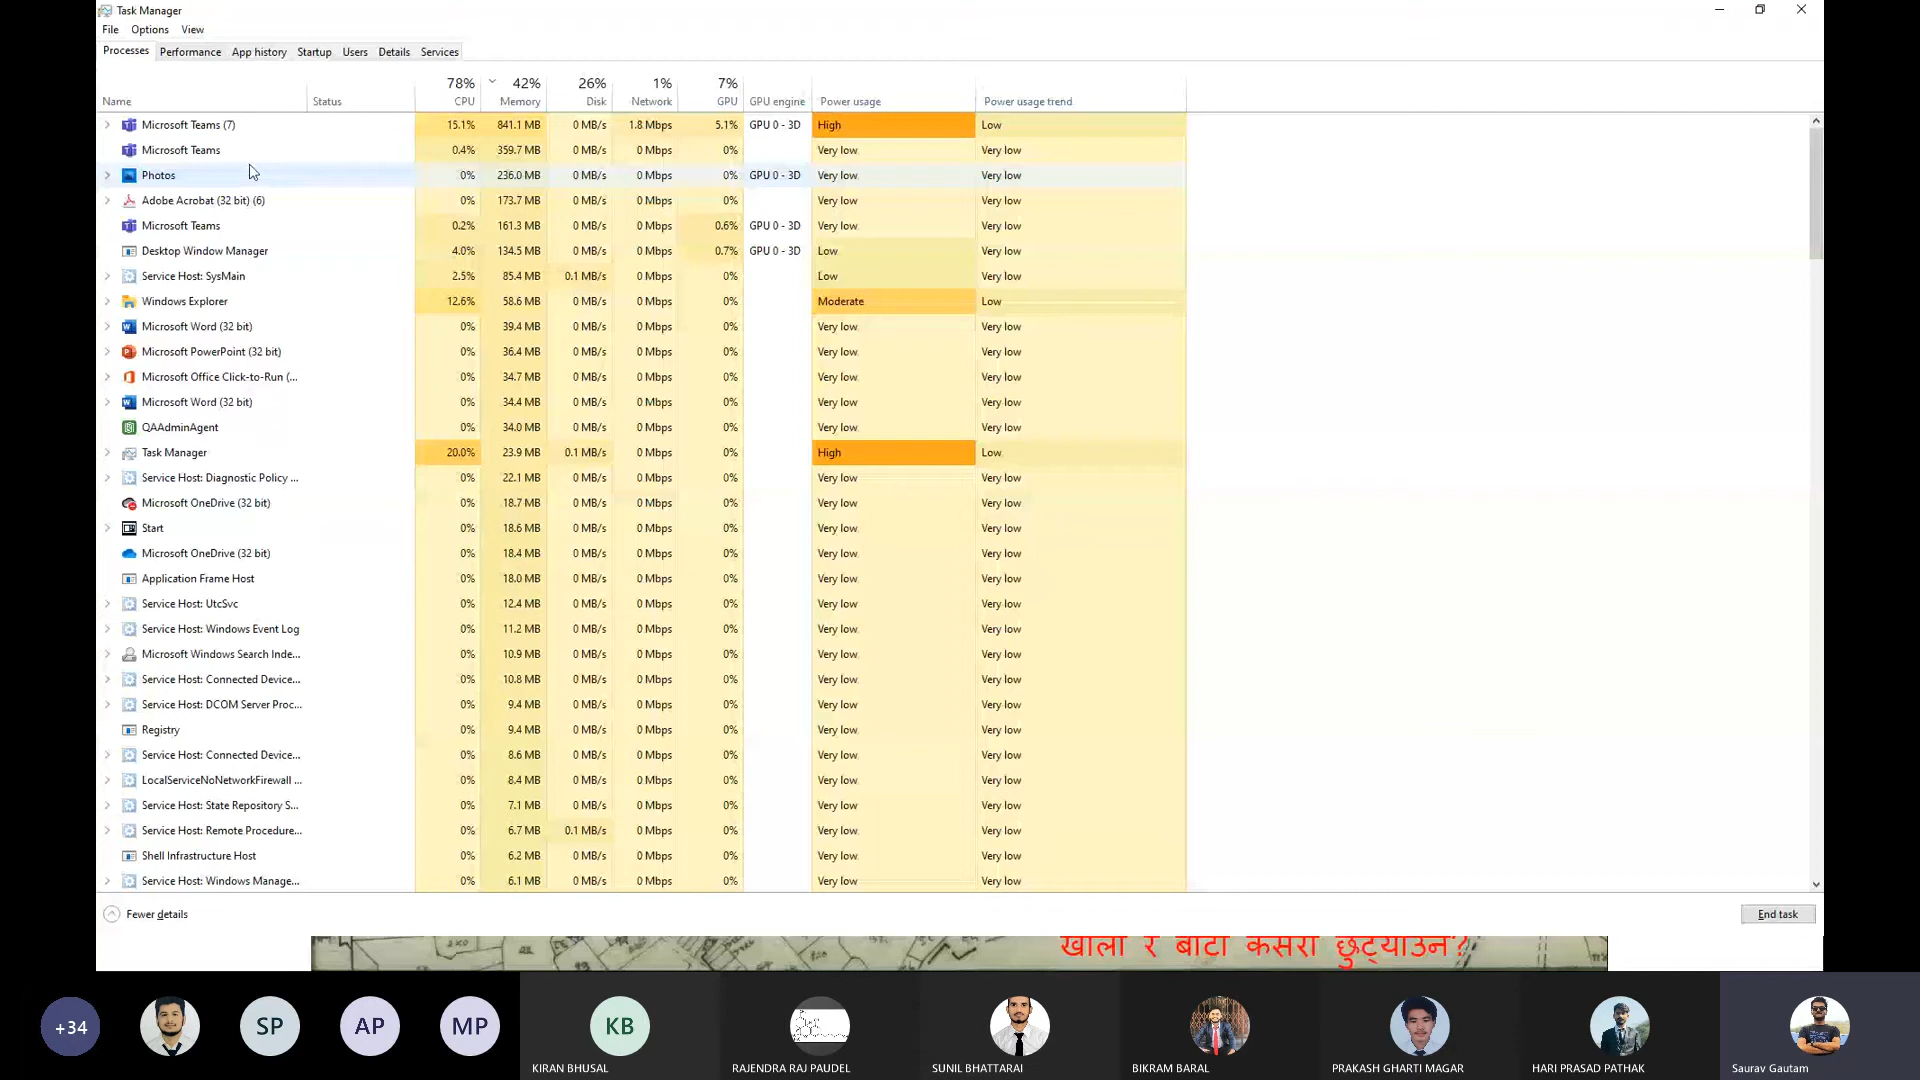 Task Manager
File Options View
Processes Performance App history Startup Users Details Services
78% 42% 26% 1% 7%
Name Status CPU Memory Disk Network GPU GPU engine Power usage Power usage trend
Microsoft Teams (7) 15.1% 841.1 MB 0 MB/s 1.8 Mbps 5.1% GPU 0 - 3D High Low
Microsoft Teams 0.4% 359.7 MB 0 MB/s 0 Mbps 0% Very low Very low
Photos 0% 236.0 MB 0 MB/s 0 Mbps 0% GPU 0 - 3D Very low Very low
Adobe Acrobat (32 bit) (6) 0% 173.7 MB 0 MB/s 0 Mbps 0% Very low Very low
Microsoft Teams 0.2% 161.3 MB 0 MB/s 0 Mbps 0.6% GPU 0 - 3D Very low Very low
Desktop Window Manager 4.0% 134.5 MB 0 MB/s 0 Mbps 0.7% GPU 0 - 3D Low Very low
Service Host: SysMain 2.5% 85.4 MB 0.1 MB/s 0 Mbps 0% Low Very low
Windows Explorer 12.6% 58.6 MB 0 MB/s 0 Mbps 0% Moderate Low
Microsoft Word (32 bit) 0% 39.4 MB 0 MB/s 0 Mbps 0% Very low Very low
Microsoft PowerPoint (32 bit) 0% 36.4 MB 0 MB/s 0 Mbps 0% Very low Very low
Microsoft Office Click-to-Run (... 0% 34.7 MB 0 MB/s 0 Mbps 0% Very low Very low
Microsoft Word (32 bit) 0% 34.4 MB 0 MB/s 0 Mbps 0% Very low Very low
QAAdminAgent 0% 34.0 MB 0 MB/s 0 Mbps 0% Very low Very low
Task Manager 20.0% 23.9 MB 0.1 MB/s 0 Mbps 0% High Low
Service Host: Diagnostic Policy ... 0% 22.1 MB 0 MB/s 0 Mbps 0% Very low Very low
Microsoft OneDrive (32 bit) 0% 18.7 MB 0 MB/s 0 Mbps 0% Very low Very low
Start 0% 18.6 MB 0 MB/s 0 Mbps 0% Very low Very low
Microsoft OneDrive (32 bit) 0% 18.4 MB 0 MB/s 0 Mbps 0% Very low Very low
Application Frame Host 0% 18.0 MB 0 MB/s 0 Mbps 0% Very low Very low
Service Host: UtcSvc 0% 12.4 MB 0 MB/s 0 Mbps 0% Very low Very low
Service Host: Windows Event Log 0% 11.2 MB 0 MB/s 0 Mbps 0% Very low Very low
Microsoft Windows Search Inde... 0% 10.9 MB 0 MB/s 0 Mbps 0% Very low Very low
Service Host: Connected Device... 0% 10.8 MB 0 MB/s 0 Mbps 0% Very low Very low
Service Host: DCOM Server Proc... 0% 9.4 MB 0 MB/s 0 Mbps 0% Very low Very low
Registry 0% 9.4 MB 0 MB/s 0 Mbps 0% Very low Very low
Service Host: Connected Device... 0% 8.6 MB 0 MB/s 0 Mbps 0% Very low Very low
LocalServiceNoNetworkFirewall ... 0% 8.4 MB 0 MB/s 0 Mbps 0% Very low Very low
Service Host: State Repository S... 0% 7.1 MB 0 MB/s 0 Mbps 0% Very low Very low
Service Host: Remote Procedure... 0% 6.7 MB 0.1 MB/s 0 Mbps 0% Very low Very low
Shell Infrastructure Host 0% 6.2 MB 0 MB/s 0 Mbps 0% Very low Very low
Service Host: Windows Manage... 0% 6.1 MB 0 MB/s 0 Mbps 0% Very low Very low
Fewer details End task
खोला र बाटो कसरी छुट्याउने?
+34 SP AP MP KB
KIRAN BHUSAL RAJENDRA RAJ PAUDEL SUNIL BHATTARAI BIKRAM BARAL PRAKASH GHARTI MAGAR HARI PRASAD PATHAK Saurav Gautam